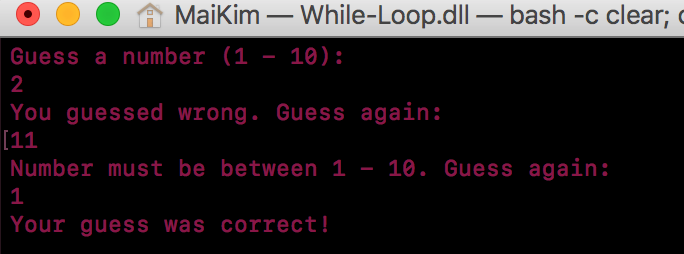 MaiKim — While-Loop.dll — bash -c clear;
Guess a number (1 - 10):
2
You guessed wrong. Guess again:
[11
Number must be between 1 - 10. Guess again:
1
Your guess was correct!